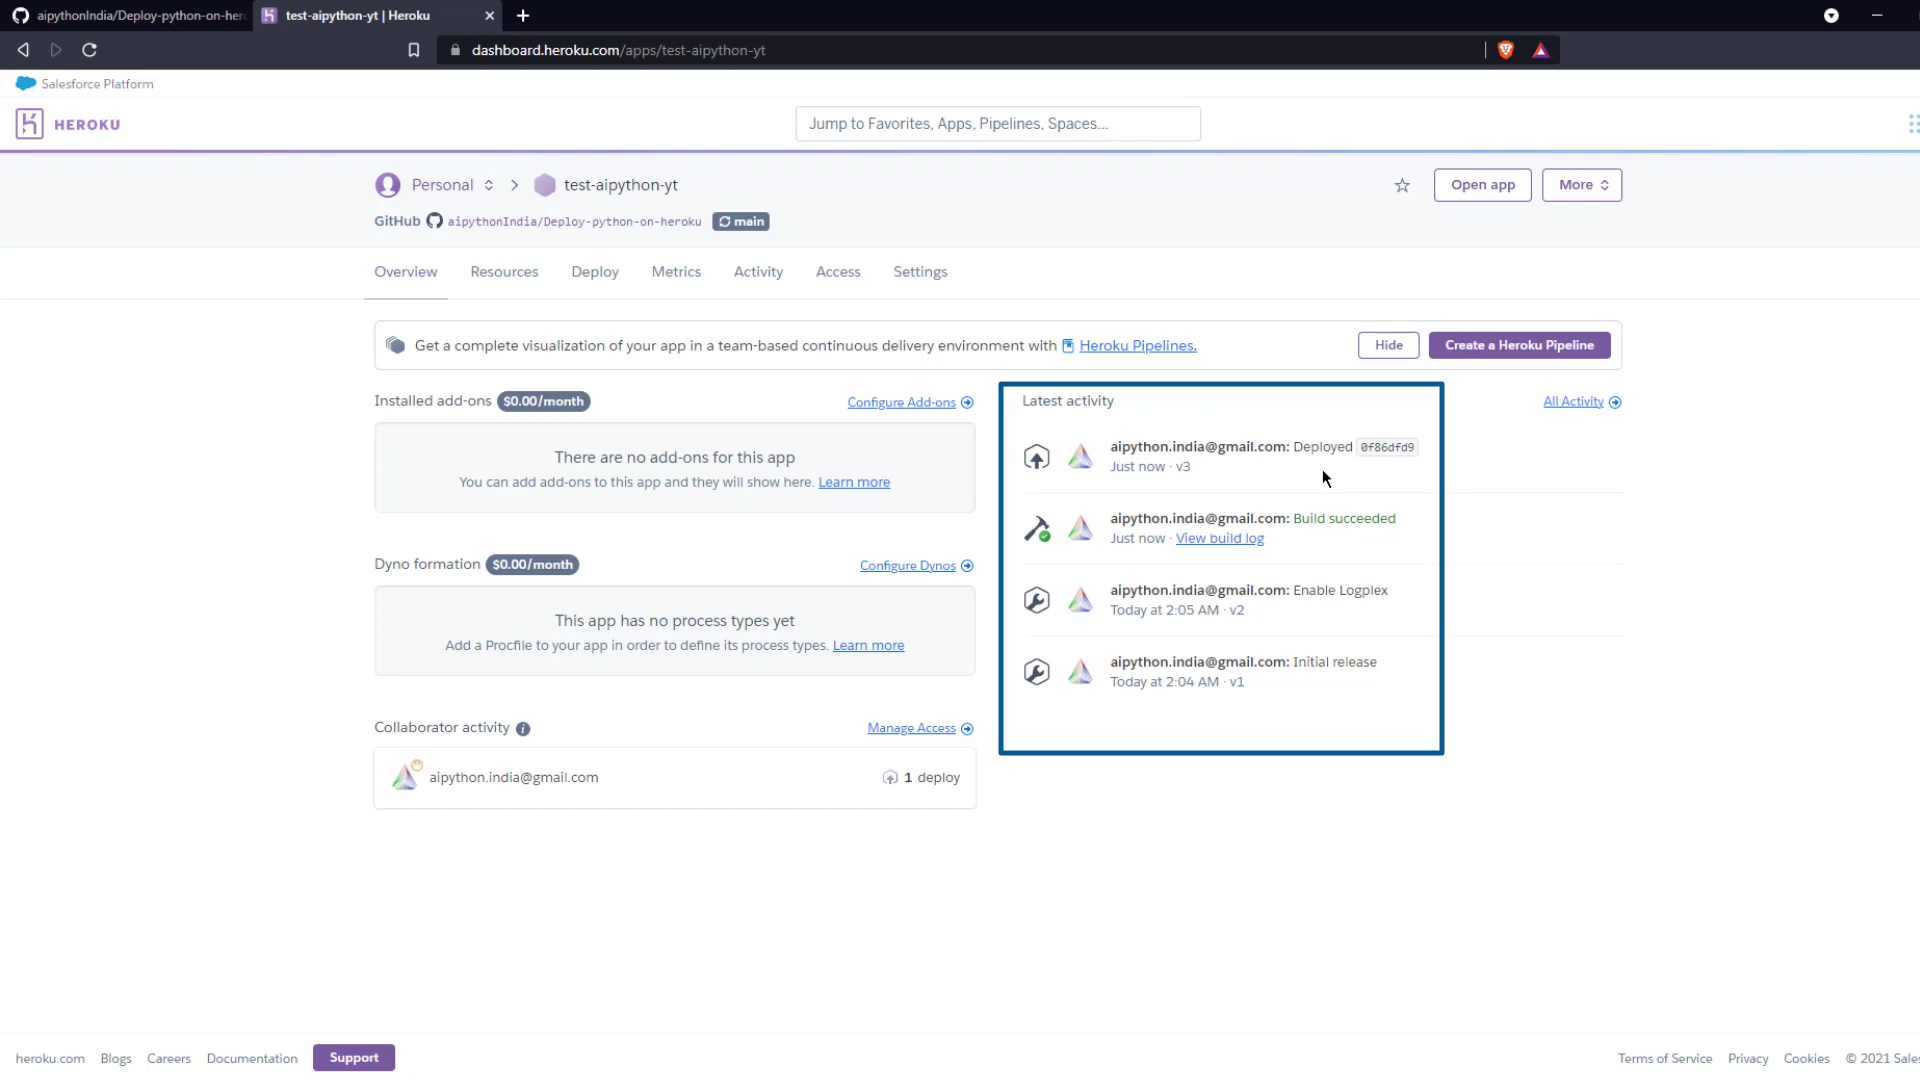 aipythonIndia/Deploy-python-on-her
test-aipython-yt | Heroku
dashboard.heroku.com/apps/test-aipython-yt
Salesforce Platform
HEROKU
Jump to Favorites, Apps, Pipelines, Spaces...
Personal
test-aipython-yt
Open app
More
GitHub aipythonIndia/Deploy-python-on-heroku main
Overview Resources Deploy Metrics Activity Access Settings
Get a complete visualization of your app in a team-based continuous delivery environment with Heroku Pipelines.
Hide
Create a Heroku Pipeline
Installed add-ons $0.00/month
Configure Add-ons
There are no add-ons for this app
You can add add-ons to this app and they will show here. Learn more
Dyno formation $0.00/month
Configure Dynos
This app has no process types yet
Add a Procfile to your app in order to define its process types. Learn more
Collaborator activity
Manage Access
aipython.india@gmail.com
1 deploy
Latest activity
All Activity
aipython.india@gmail.com: Deployed 0f86dfd9
Just now · v3
aipython.india@gmail.com: Build succeeded
Just now · View build log
aipython.india@gmail.com: Enable Logplex
Today at 2:05 AM · v2
aipython.india@gmail.com: Initial release
Today at 2:04 AM · v1
heroku.com Blogs Careers Documentation Support
Terms of Service Privacy Cookies © 2021 Sales